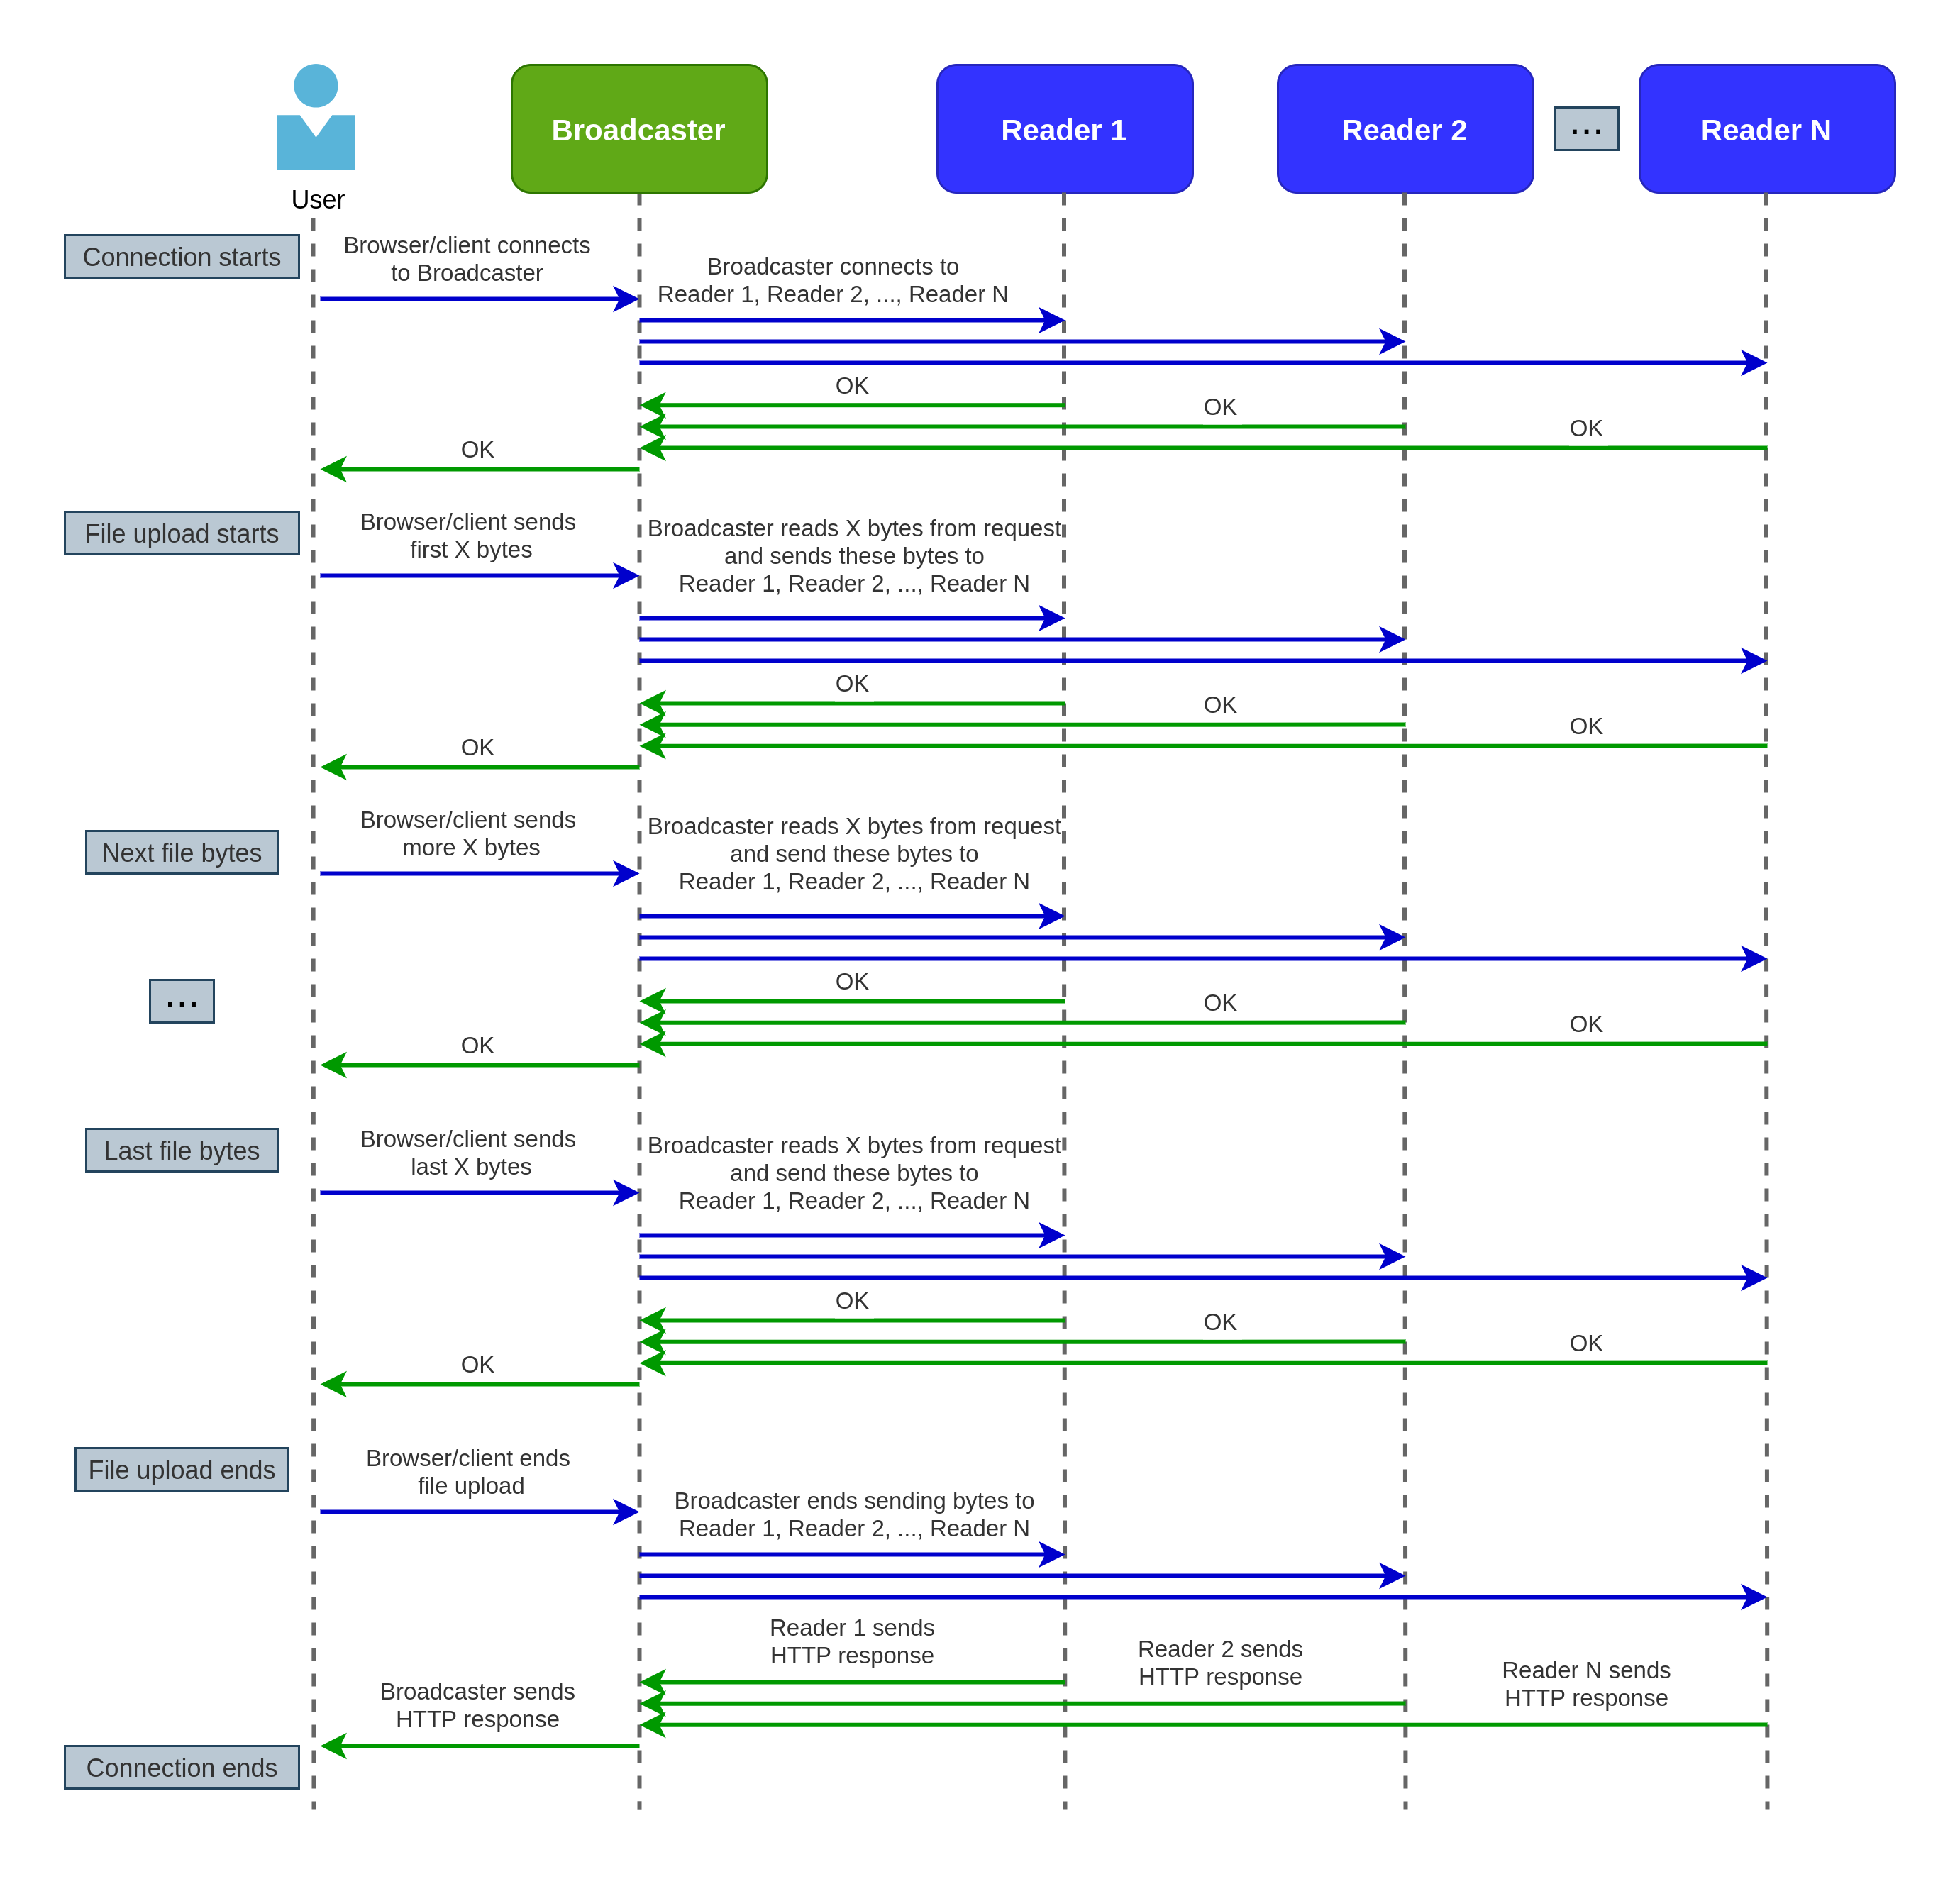 Broadcaster
Reader 1
Reader 2
...
Reader N
User
Connection starts
Browser/client connects
to Broadcaster
Broadcaster connects to
Reader 1, Reader 2, ..., Reader N
OK
OK
OK
OK
File upload starts
Browser/client sends
first X bytes
Broadcaster reads X bytes from request
and sends these bytes to
Reader 1, Reader 2, ..., Reader N
OK
OK
OK
OK
Next file bytes
Browser/client sends
more X bytes
Broadcaster reads X bytes from request
and send these bytes to
Reader 1, Reader 2, ..., Reader N
...
OK
OK
OK
OK
Last file bytes
Browser/client sends
last X bytes
Broadcaster reads X bytes from request
and send these bytes to
Reader 1, Reader 2, ..., Reader N
OK
OK
OK
OK
File upload ends
Browser/client ends
file upload
Broadcaster ends sending bytes to
Reader 1, Reader 2, ..., Reader N
Reader 1 sends
HTTP response
Reader 2 sends
HTTP response
Reader N sends
HTTP response
Broadcaster sends
HTTP response
Connection ends